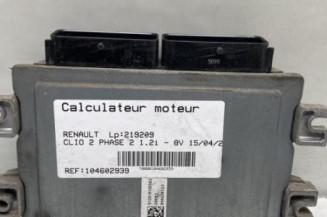 Calculateur moteur
RENAULT Lp:219209
CLIO 2 PHASE 2 1.2i - 8V 15/04/2
REF:104602939